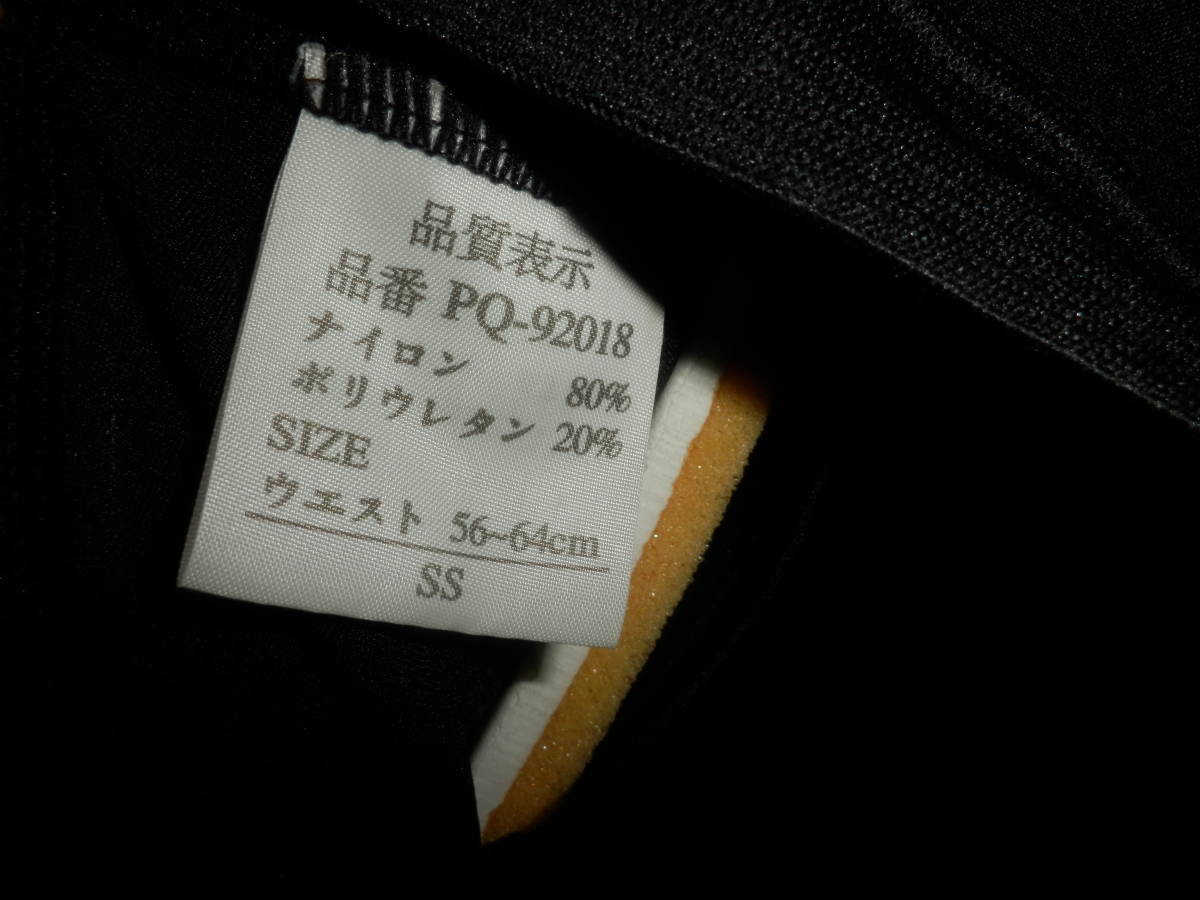 品質表示
品番 PQ-92018
ナイロン 80%
ポリウレタン 20%
SIZE
ウエスト 56~64cm
SS